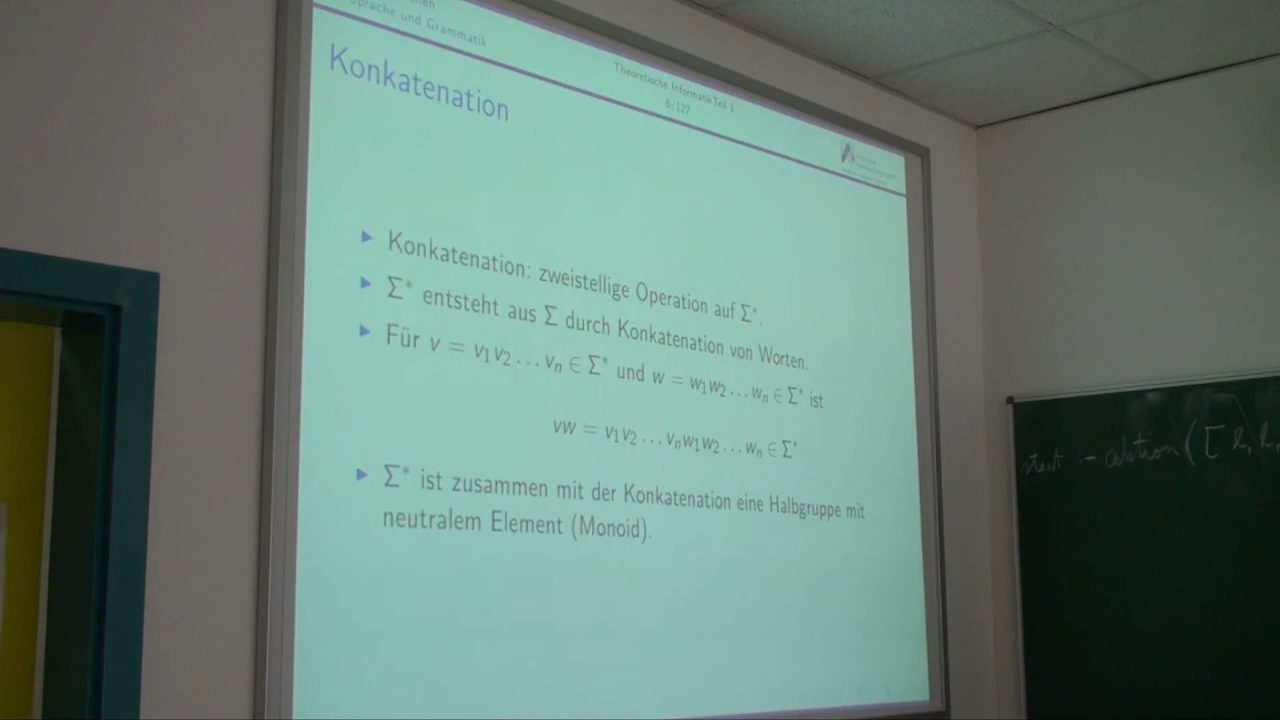 Sprache und Grammatik
Theoretische Informatik Teil 1
6/127
Konkatenation
▶ Konkatenation: zweistellige Operation auf Σ*.
▶ Σ* entsteht aus Σ durch Konkatenation von Worten.
▶ Für v = v₁v₂…vₙ ∈ Σ* und w = w₁w₂…wₙ ∈ Σ* ist
vw = v₁v₂…vₙw₁w₂…wₙ ∈ Σ*
▶ Σ* ist zusammen mit der Konkatenation eine Halbgruppe mit
neutralem Element (Monoid).